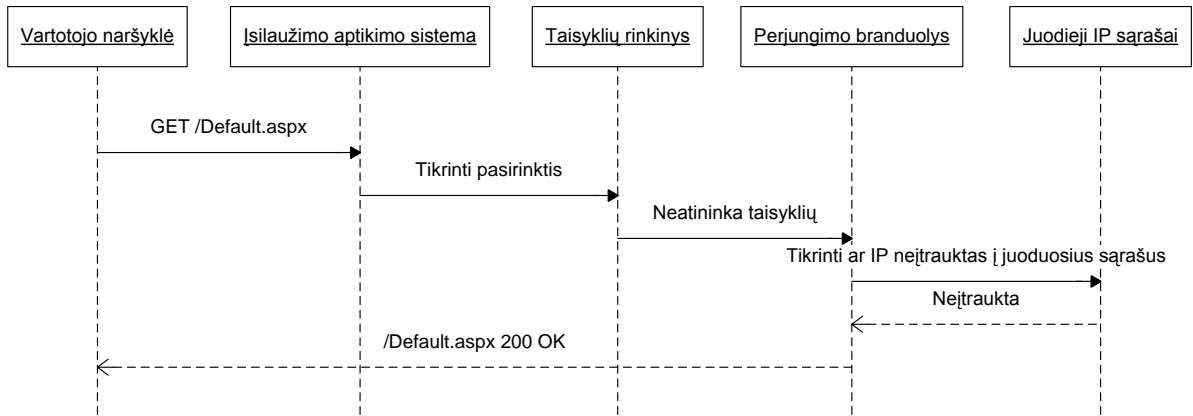 Vartotojo naršyklė
Įsilaužimo aptikimo sistema
Taisyklių rinkinys
Perjungimo branduolys
Juodieji IP sąrašai
GET /Default.aspx
Tikrinti pasirinktis
Neatininka taisyklių
Tikrinti ar IP neįtrauktas į juoduosius sąrašus
Neįtraukta
/Default.aspx 200 OK